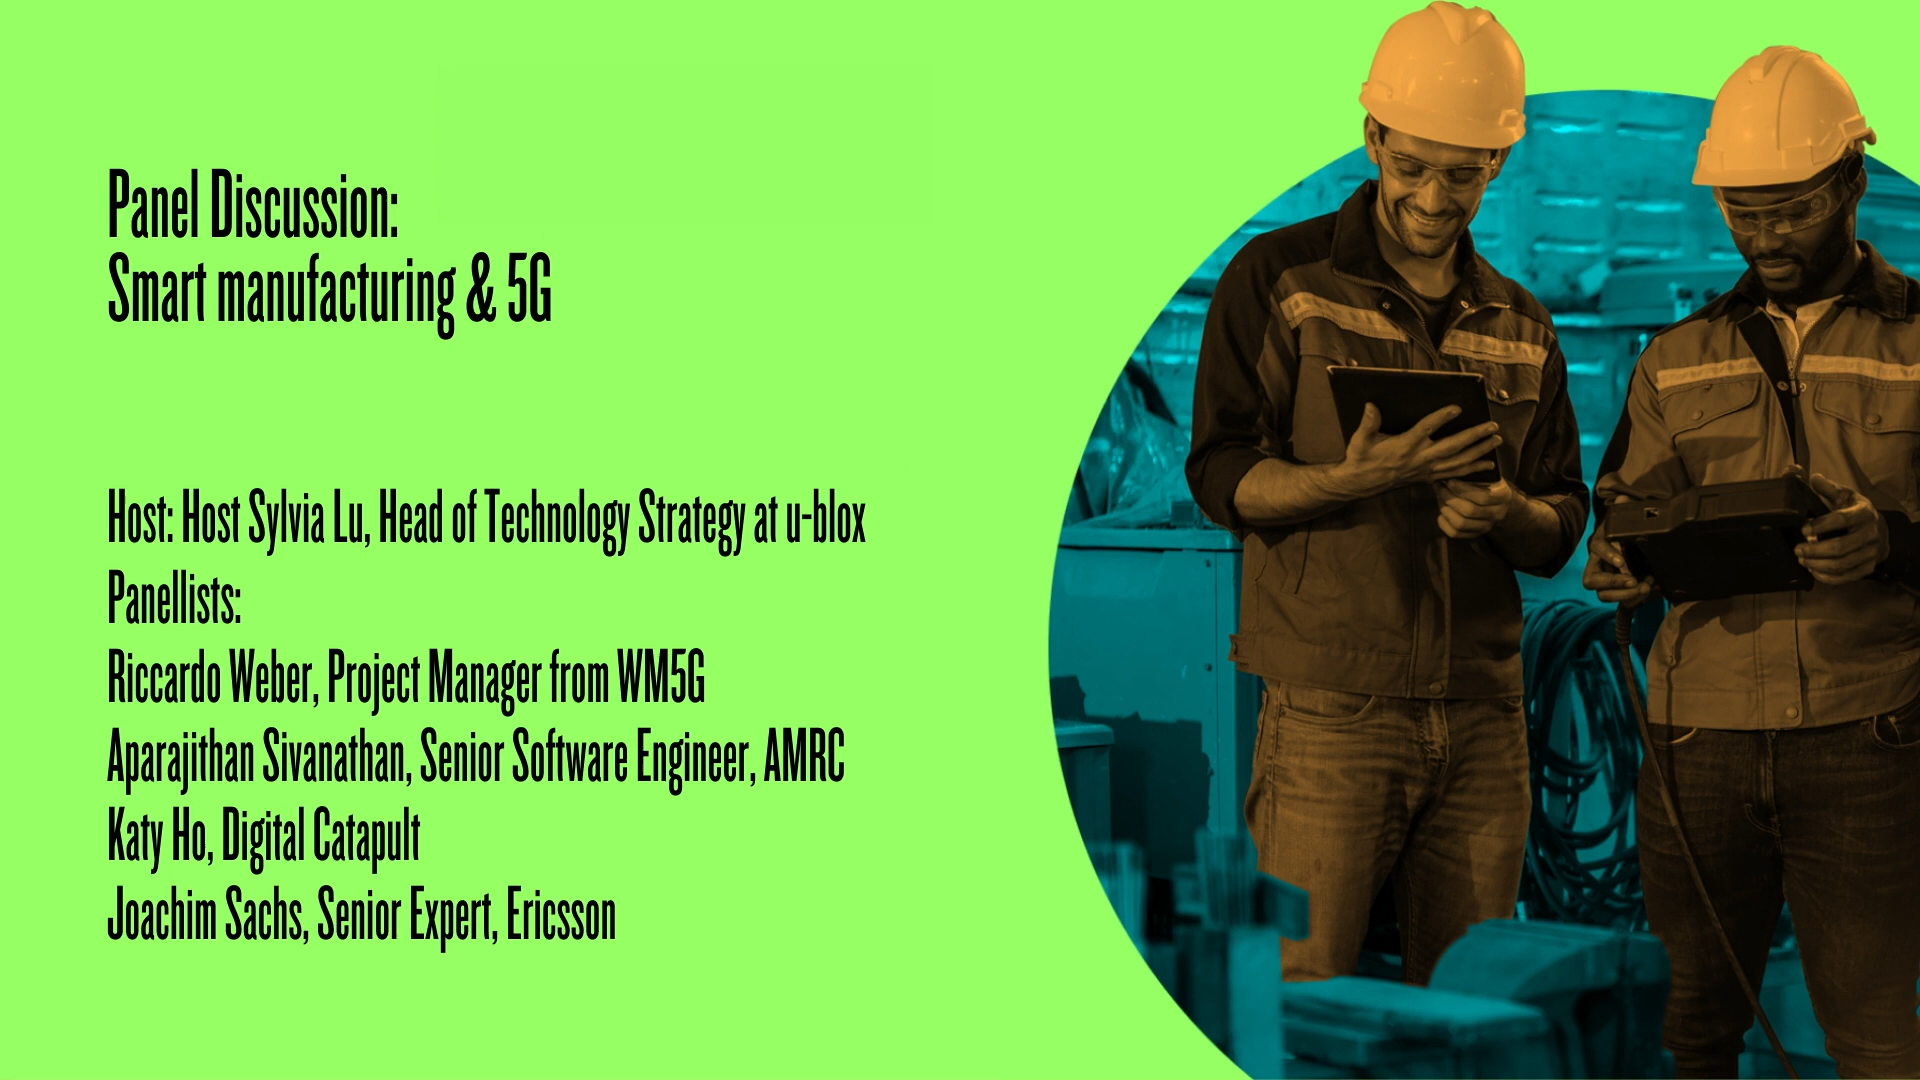 Panel Discussion:
Smart manufacturing & 5G
Host: Host Sylvia Lu, Head of Technology Strategy at u-blox
Panellists:
Riccardo Weber, Project Manager from WM5G
Aparajithan Sivanathan, Senior Software Engineer, AMRC
Katy Ho, Digital Catapult
Joachim Sachs, Senior Expert, Ericsson